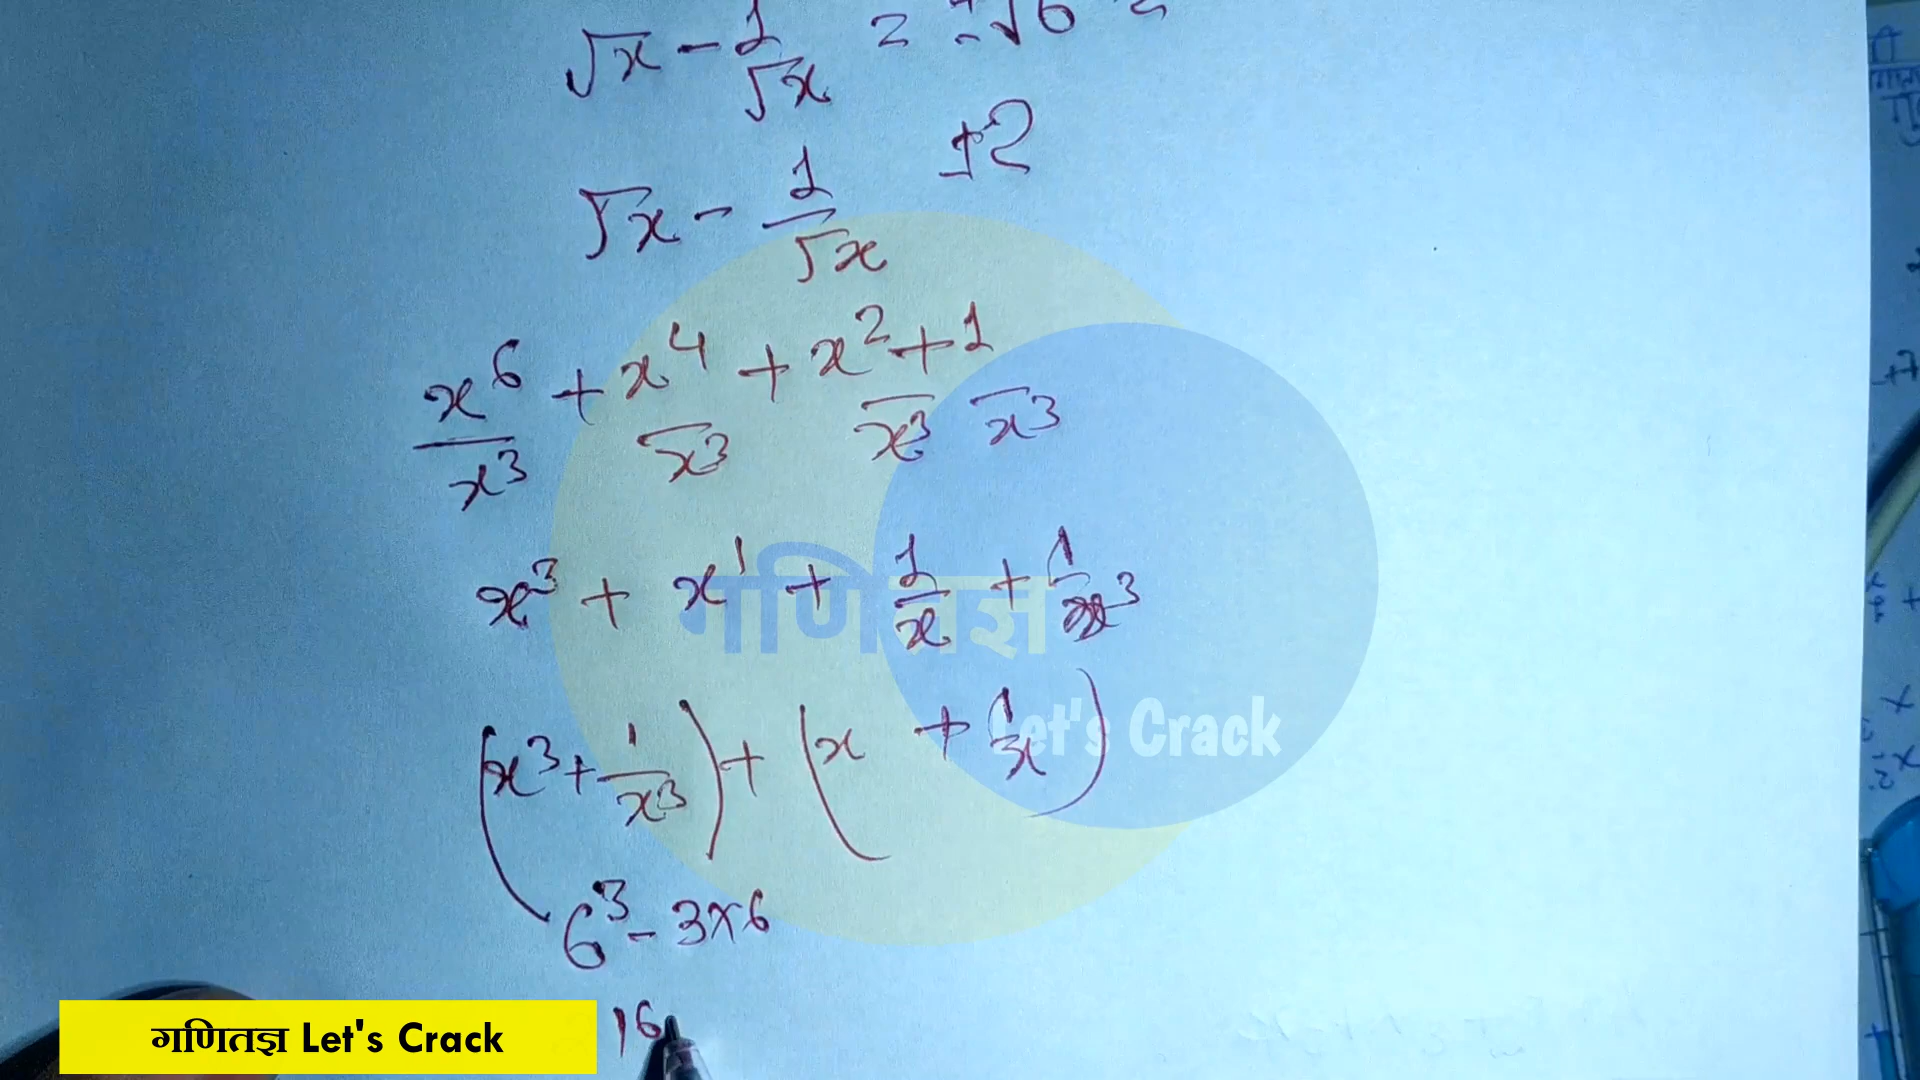 √x - 1/√x = ±√6-2
√x - 1/√x ±2
x⁶/x³ + x⁴/x³ + x²/x³ + 1/x³
x³ + x¹ + 1/x + 1/x³
(x³ + 1/x³) + (x + 1/x)
6³ - 3×6
16
गणितज्ञ
Let's Crack
गणितज्ञ Let's Crack